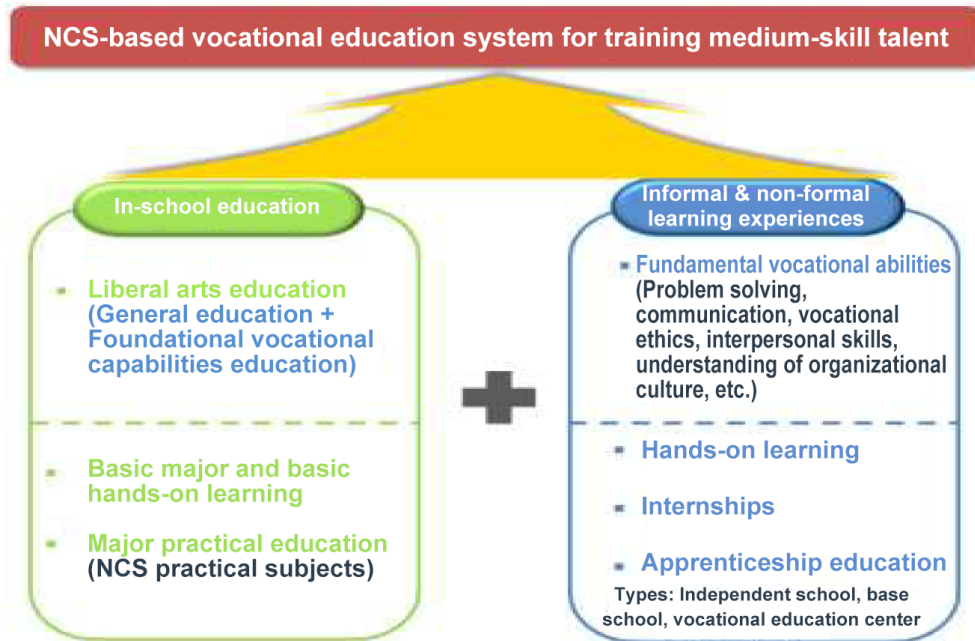 NCS-based vocational education system for training medium-skill talent
In-school education
Liberal arts education
(General education +
Foundational vocational
capabilities education)
Basic major and basic
hands-on learning
Major practical education
(NCS practical subjects)
Informal & non-formal
learning experiences
Fundamental vocational abilities
(Problem solving,
communication, vocational
ethics, interpersonal skills,
understanding of organizational
culture, etc.)
Hands-on learning
Internships
Apprenticeship education
Types: Independent school, base
school, vocational education center